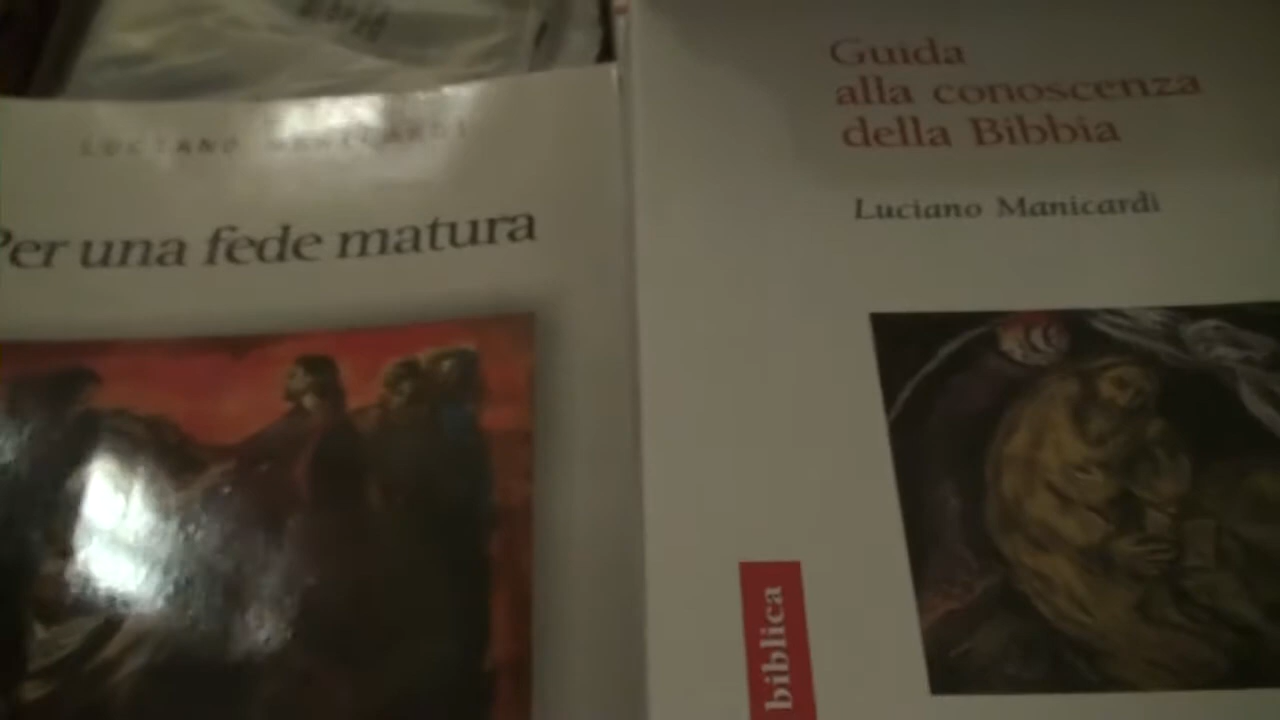 LUCIANO MANICARDI
Per una fede matura
Guida
alla conoscenza
della Bibbia
Luciano Manicardi
biblica